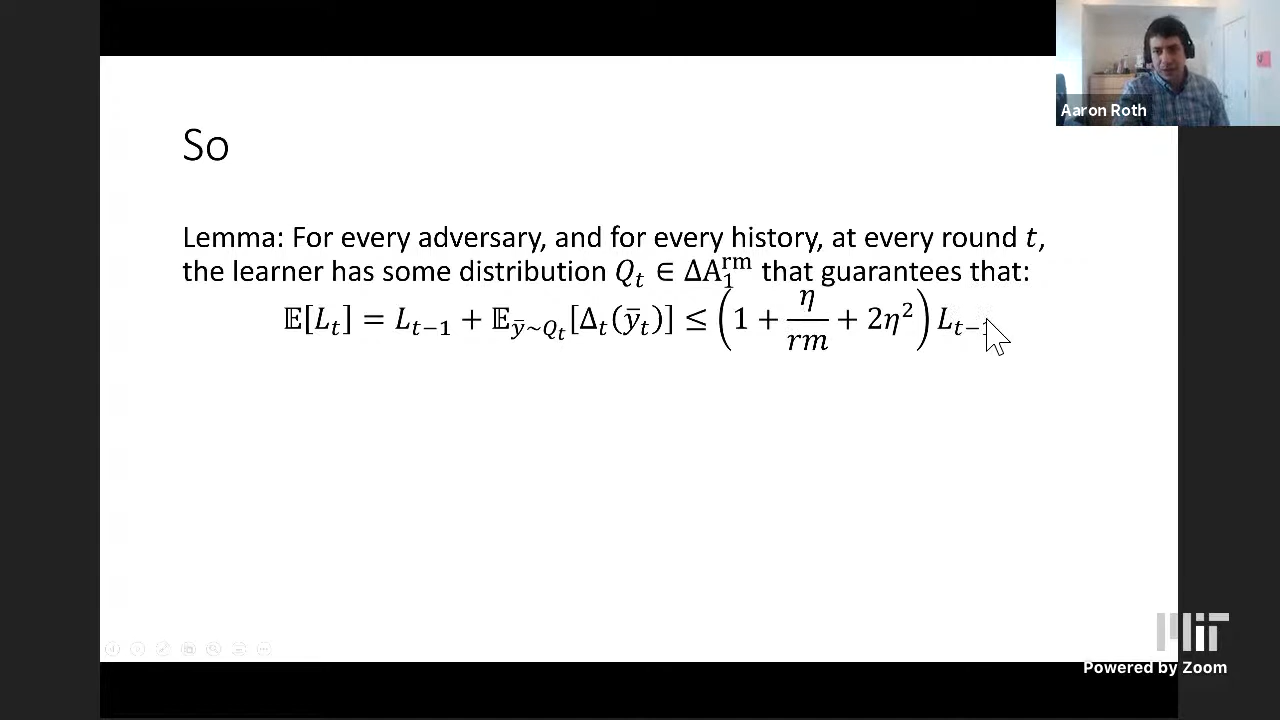 Aaron Roth
So
Lemma: For every adversary, and for every history, at every round t,
the learner has some distribution Q_t ∈ ΔA_1^rm that guarantees that:
𝔼[L_t] = L_{t−1} + 𝔼_{ȳ~Q_t}[Δ_t(ȳ_t)] ≤ (1 + η/rm + 2η²) L_{t−1}
MIT
Powered by Zoom